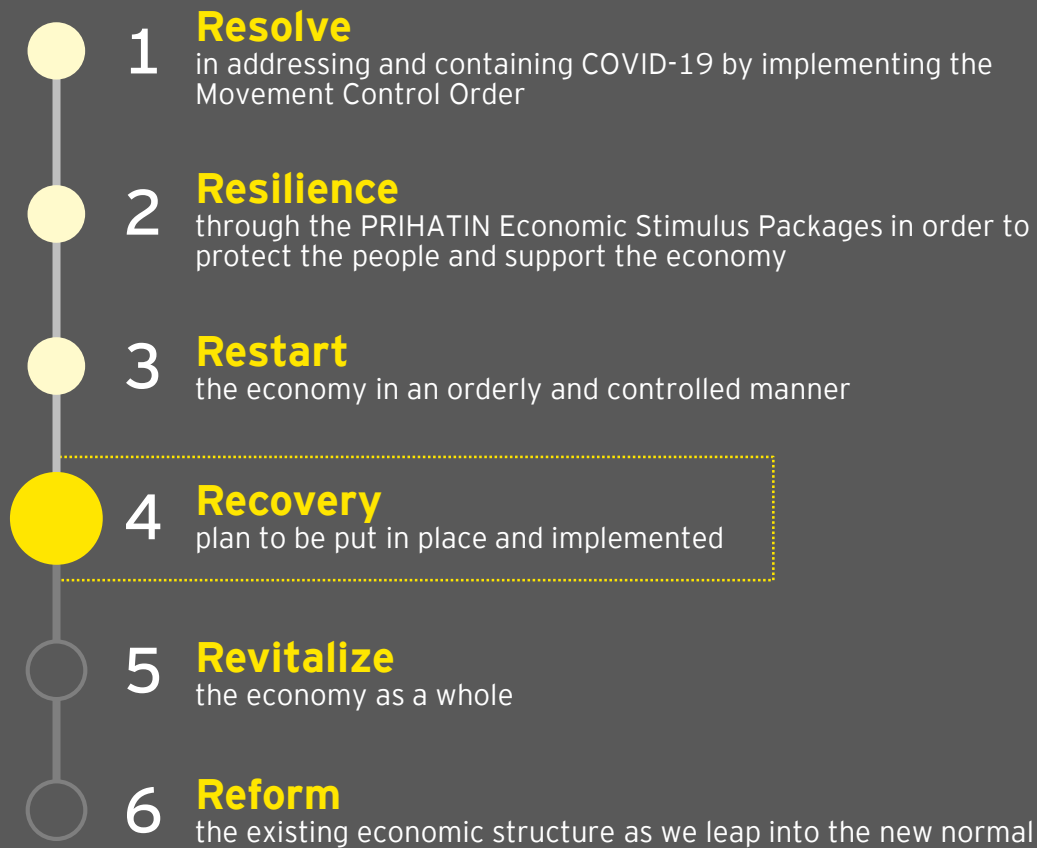 1
Resolve
in addressing and containing COVID-19 by implementing the
Movement Control Order
2
Resilience
through the PRIHATIN Economic Stimulus Packages in order to
protect the people and support the economy
3
Restart
the economy in an orderly and controlled manner
4
Recovery
plan to be put in place and implemented
5
Revitalize
the economy as a whole
6
Reform
the existing economic structure as we leap into the new normal